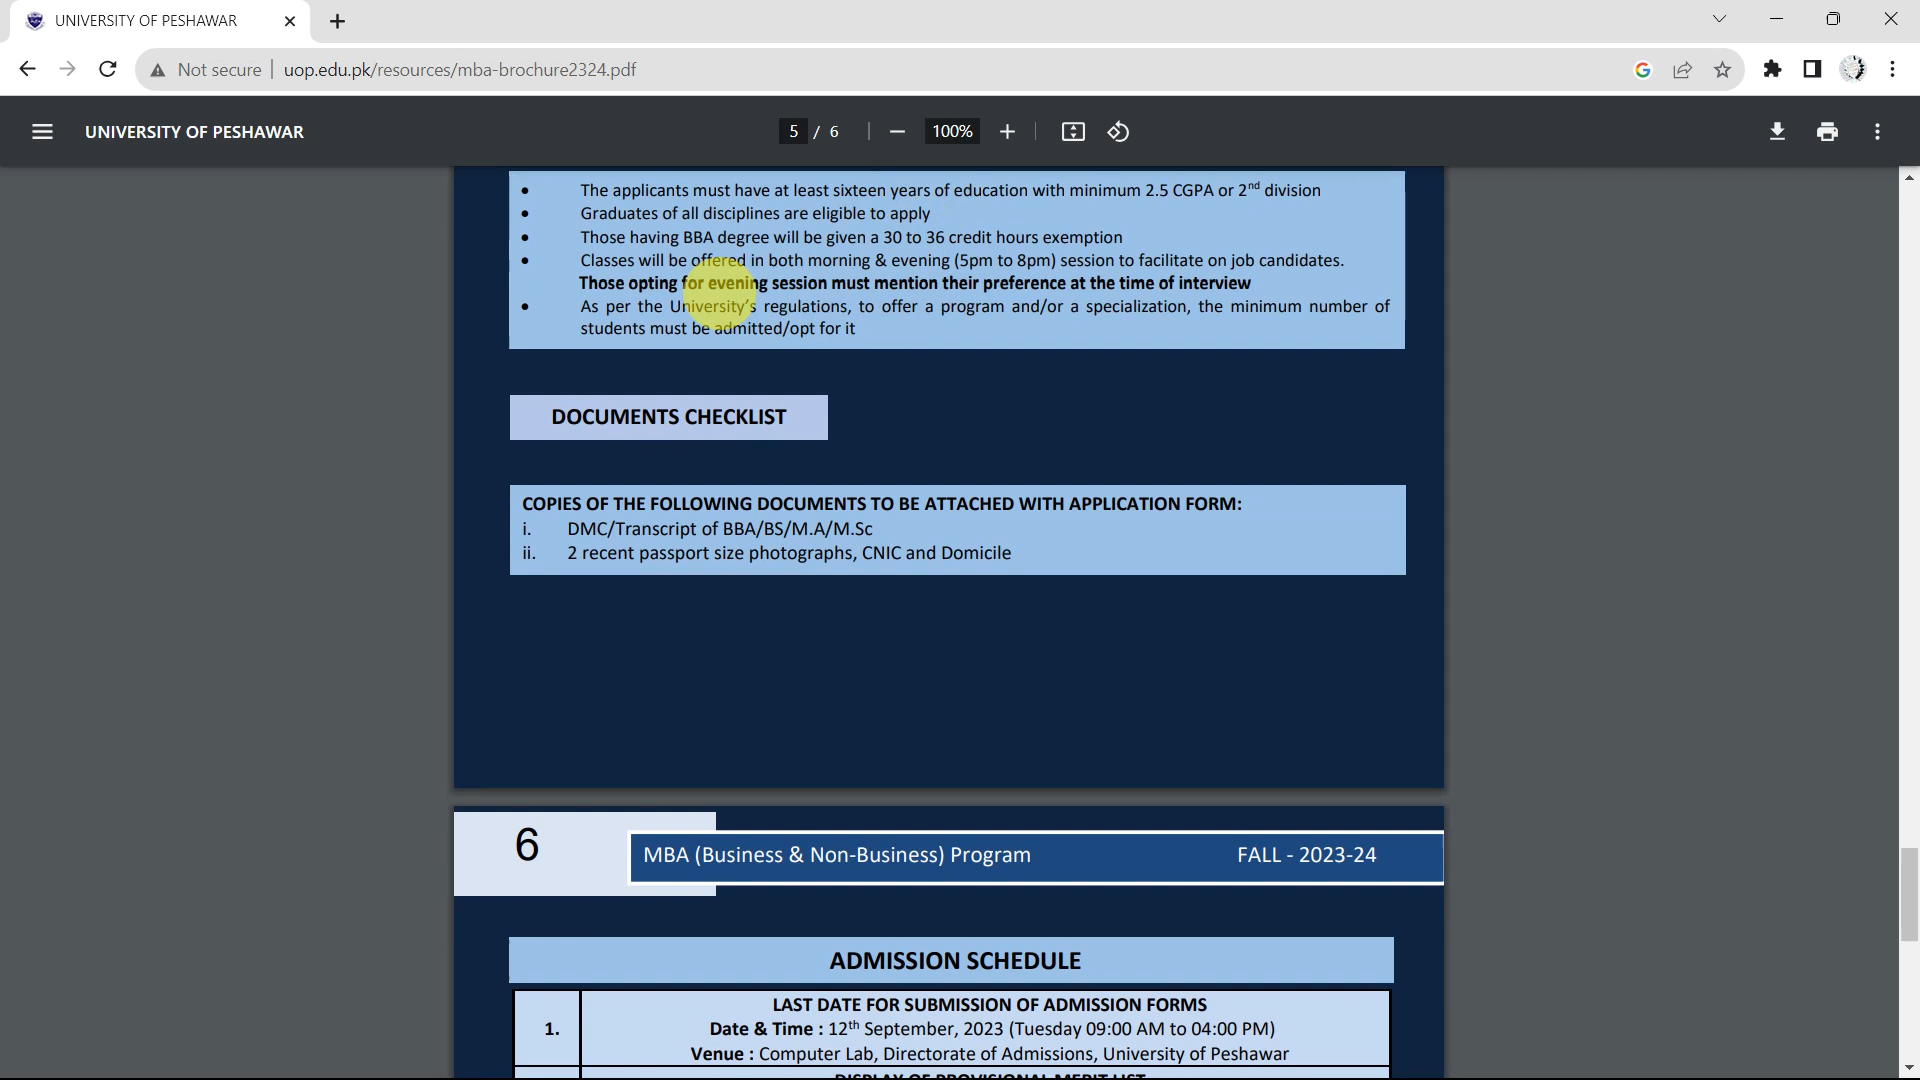 UNIVERSITY OF PESHAWAR
Not secure | uop.edu.pk/resources/mba-brochure2324.pdf
UNIVERSITY OF PESHAWAR
5 / 6
100%
• The applicants must have at least sixteen years of education with minimum 2.5 CGPA or 2nd division
• Graduates of all disciplines are eligible to apply
• Those having BBA degree will be given a 30 to 36 credit hours exemption
• Classes will be offered in both morning & evening (5pm to 8pm) session to facilitate on job candidates.
Those opting for evening session must mention their preference at the time of interview
• As per the University's regulations, to offer a program and/or a specialization, the minimum number of
students must be admitted/opt for it
DOCUMENTS CHECKLIST
COPIES OF THE FOLLOWING DOCUMENTS TO BE ATTACHED WITH APPLICATION FORM:
i. DMC/Transcript of BBA/BS/M.A/M.Sc
ii. 2 recent passport size photographs, CNIC and Domicile
6
MBA (Business & Non-Business) Program FALL - 2023-24
ADMISSION SCHEDULE
LAST DATE FOR SUBMISSION OF ADMISSION FORMS
1. Date & Time : 12th September, 2023 (Tuesday 09:00 AM to 04:00 PM)
Venue : Computer Lab, Directorate of Admissions, University of Peshawar
DISPLAY OF PROVISIONAL MERIT LIST